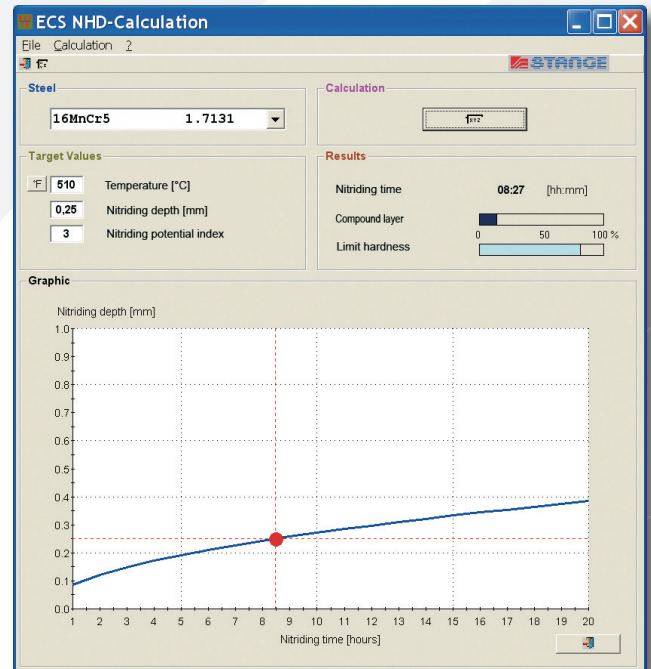 ECS NHD-Calculation
File Calculation ?
STANGE
Steel
16MnCr5 1.7131
Calculation
Target Values
°F 510 Temperature [°C]
0,25 Nitriding depth [mm]
3 Nitriding potential index
Results
Nitriding time 08:27 [hh:mm]
Compound layer
0 50 100 %
Limit hardness
Graphic
Nitriding depth [mm]
1.0
0.9
0.8
0.7
0.6
0.5
0.4
0.3
0.2
0.1
0.0
1 2 3 4 5 6 7 8 9 10 11 12 13 14 15 16 17 18 19 20
Nitriding time [hours]